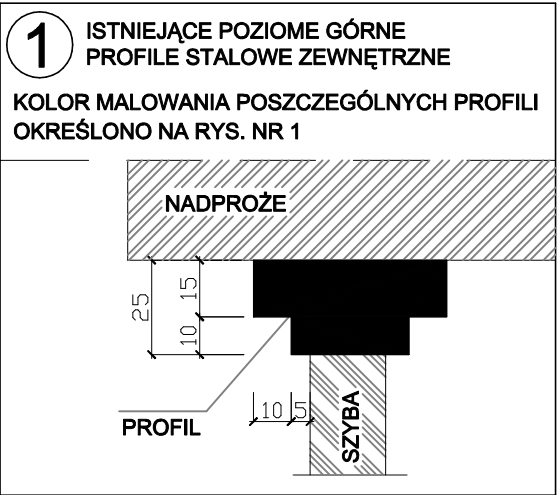 1
ISTNIEJĄCE POZIOME GÓRNE
PROFILE STALOWE ZEWNĘTRZNE
KOLOR MALOWANIA POSZCZEGÓLNYCH PROFILI
OKREŚLONO NA RYS. NR 1
NADPROŻE
25
15
10
10
5
PROFIL
SZYBA